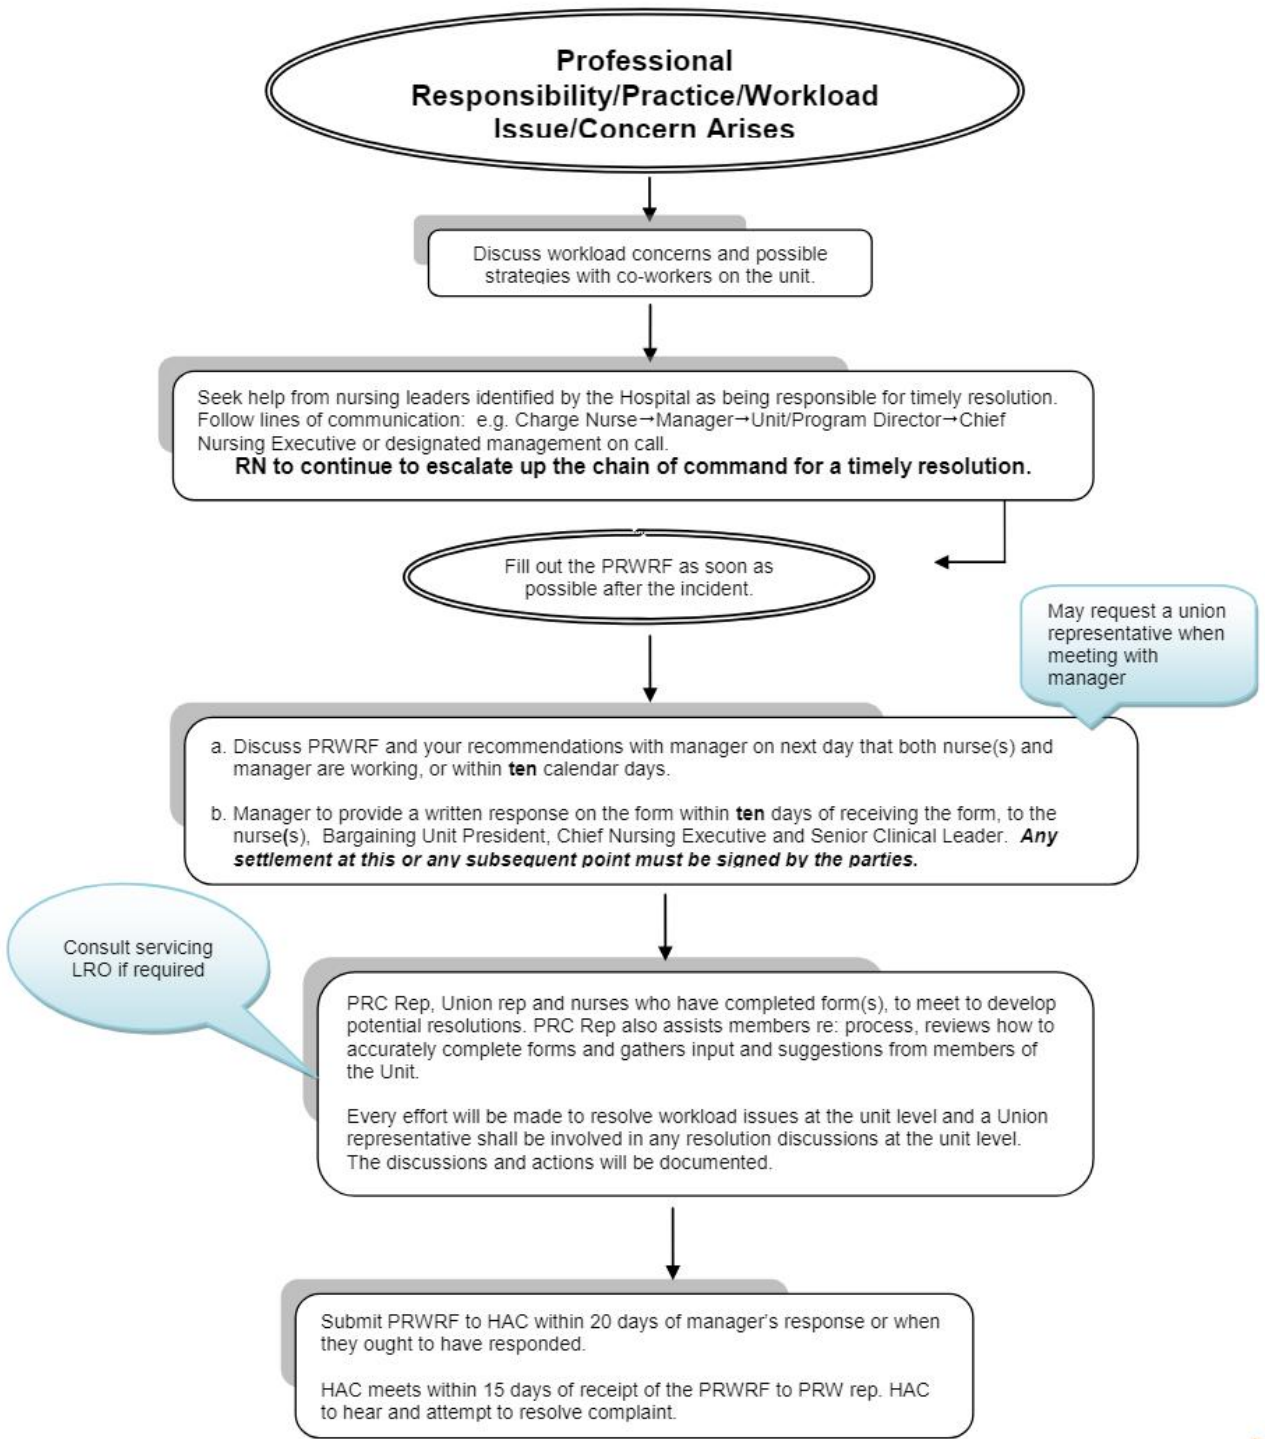 Professional
Responsibility/Practice/Workload
Issue/Concern Arises
Discuss workload concerns and possible
strategies with co-workers on the unit.
Seek help from nursing leaders identified by the Hospital as being responsible for timely resolution.
Follow lines of communication:  e.g. Charge Nurse→Manager→Unit/Program Director→Chief
Nursing Executive or designated management on call.
RN to continue to escalate up the chain of command for a timely resolution.
Fill out the PRWRF as soon as
possible after the incident.
May request a union
representative when
meeting with
manager
a. Discuss PRWRF and your recommendations with manager on next day that both nurse(s) and
manager are working, or within ten calendar days.
b. Manager to provide a written response on the form within ten days of receiving the form, to the
nurse(s),  Bargaining Unit President, Chief Nursing Executive and Senior Clinical Leader.  Any
settlement at this or any subsequent point must be signed by the parties.
Consult servicing
LRO if required
PRC Rep, Union rep and nurses who have completed form(s), to meet to develop
potential resolutions. PRC Rep also assists members re: process, reviews how to
accurately complete forms and gathers input and suggestions from members of
the Unit.
Every effort will be made to resolve workload issues at the unit level and a Union
representative shall be involved in any resolution discussions at the unit level.
The discussions and actions will be documented.
Submit PRWRF to HAC within 20 days of manager's response or when
they ought to have responded.
HAC meets within 15 days of receipt of the PRWRF to PRW rep. HAC
to hear and attempt to resolve complaint.